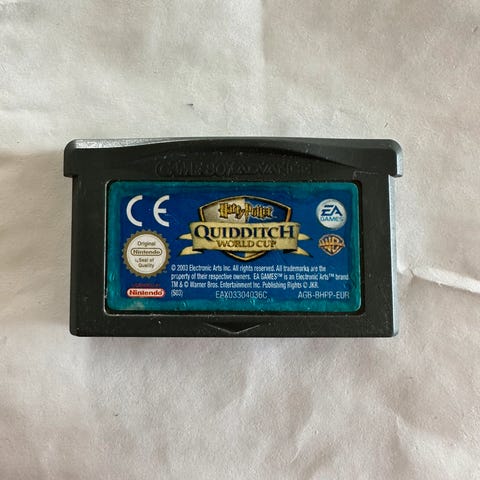 GAME BOY ADVANCE
CE
Harry Potter
QUIDDITCH
WORLD CUP
EA
GAMES
WB
Original
Nintendo
Seal of
Quality
© 2003 Electronic Arts Inc. All rights reserved. All trademarks are the
property of their respective owners. EA GAMES™ is an Electronic Arts™ brand
TM & © Warner Bros. Entertainment Inc. Publishing Rights © JKR.
(S03)
Nintendo
EAX03304036C
AGB-BHPP-EUR